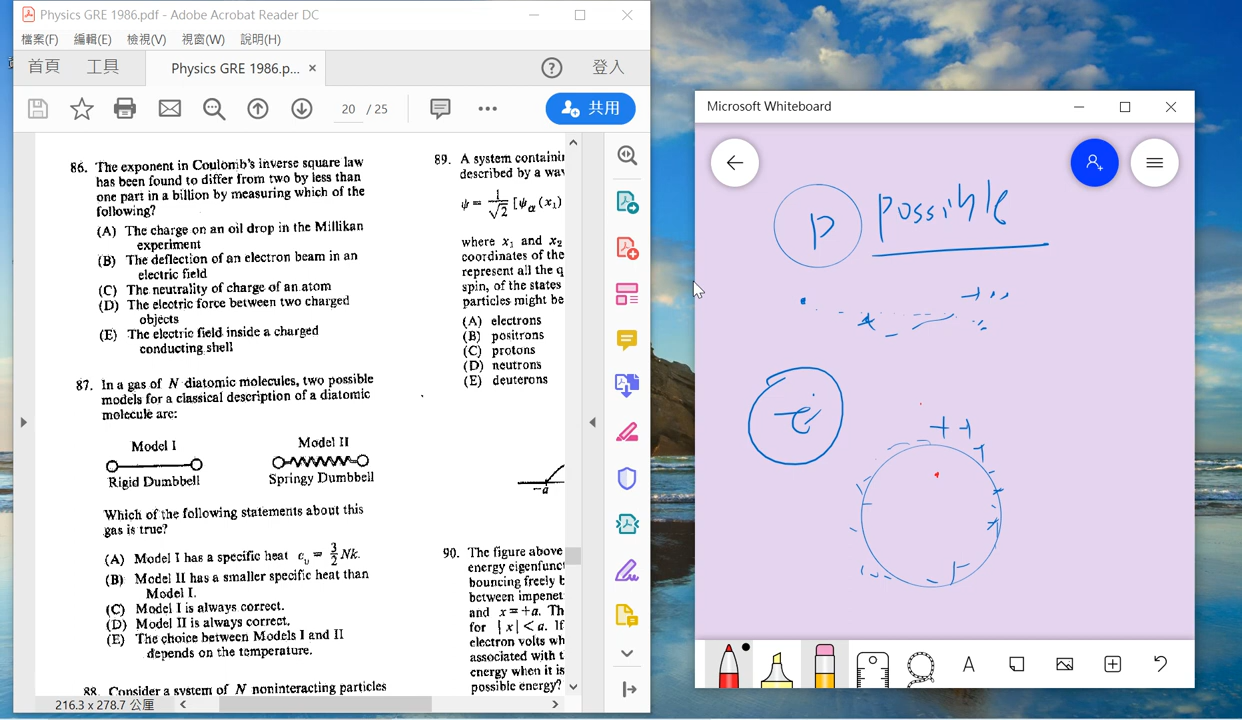 Physics GRE 1986.pdf - Adobe Acrobat Reader DC
檔案(F) 編輯(E) 檢視(V) 視窗(W) 說明(H)
首頁 工具 Physics GRE 1986.p... × ? 登入
20 / 25 共用
86. The exponent in Coulomb's inverse square law
has been found to differ from two by less than
one part in a billion by measuring which of the
following?
(A) The charge on an oil drop in the Millikan
experiment
(B) The deflection of an electron beam in an
electric field
(C) The neutrality of charge of an atom
(D) The electric force between two charged
objects
(E) The electric field inside a charged
conducting shell
87. In a gas of N diatomic molecules, two possible
models for a classical description of a diatomic
molecule are:
Model I Model II
Rigid Dumbbell Springy Dumbbell
Which of the following statements about this
gas is true?
(A) Model I has a specific heat c_v = 3/2 Nk.
(B) Model II has a smaller specific heat than
Model I.
(C) Model I is always correct.
(D) Model II is always correct.
(E) The choice between Models I and II
depends on the temperature.
88. Consider a system of N noninteracting particles
89. A system containi
described by a wav
ψ = 1/√2 [ψ_α(x₁)
where x₁ and x₂
coordinates of the
represent all the q
spin, of the states
particles might be
(A) electrons
(B) positrons
(C) protons
(D) neutrons
(E) deuterons
-a
90. The figure above
energy eigenfunct
bouncing freely b
between impenet
and x = +a. Th
for |x| < a. If
electron volts wh
associated with t
energy when it is
possible energy?
216.3 x 278.7 公厘
Microsoft Whiteboard
P possible
+
+ +
A